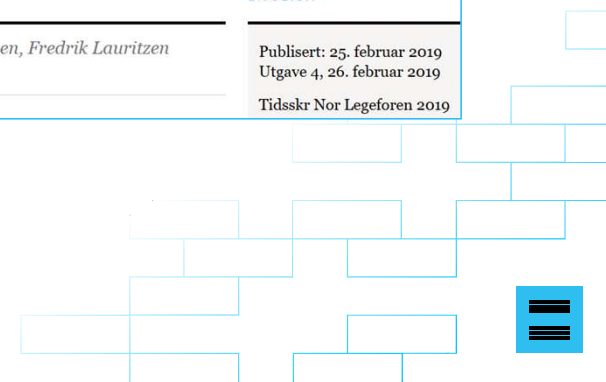 en, Fredrik Lauritzen
Publisert: 25. februar 2019
Utgave 4, 26. februar 2019
Tidsskr Nor Legeforen 2019